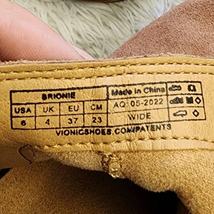 BRIONIE
Made in China
USA UK EU CM
AQ: 05-2022
6 4 37 23
WIDE
VIONICSHOES.COM/PATENTS